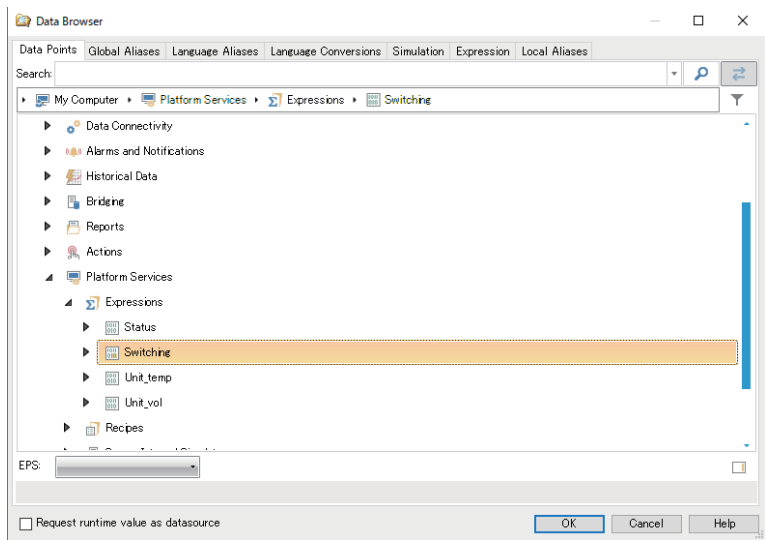 Data Browser
Data Points Global Aliases Language Aliases Language Conversions Simulation Expression Local Aliases
Search:
My Computer Platform Services Expressions Switching
Data Connectivity
Alarms and Notifications
Historical Data
Bridging
Reports
Actions
Platform Services
Expressions
Status
Switching
Unit_temp
Unit_vol
Recipes
EPS:
Request runtime value as datasource OK Cancel Help